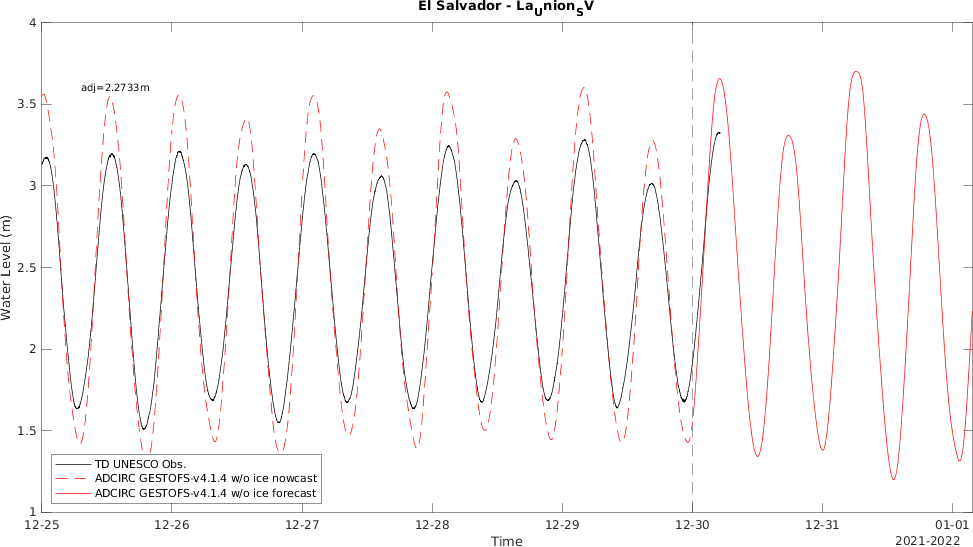 El Salvador - LaUnionSV
adj=2.2733m
4
3.5
3
2.5
2
1.5
1
Water Level (m)
TD UNESCO Obs.
ADCIRC GESTOFS-v4.1.4 w/o ice nowcast
ADCIRC GESTOFS-v4.1.4 w/o ice forecast
12-25 12-26 12-27 12-28 12-29 12-30 12-31 01-01
Time
2021-2022